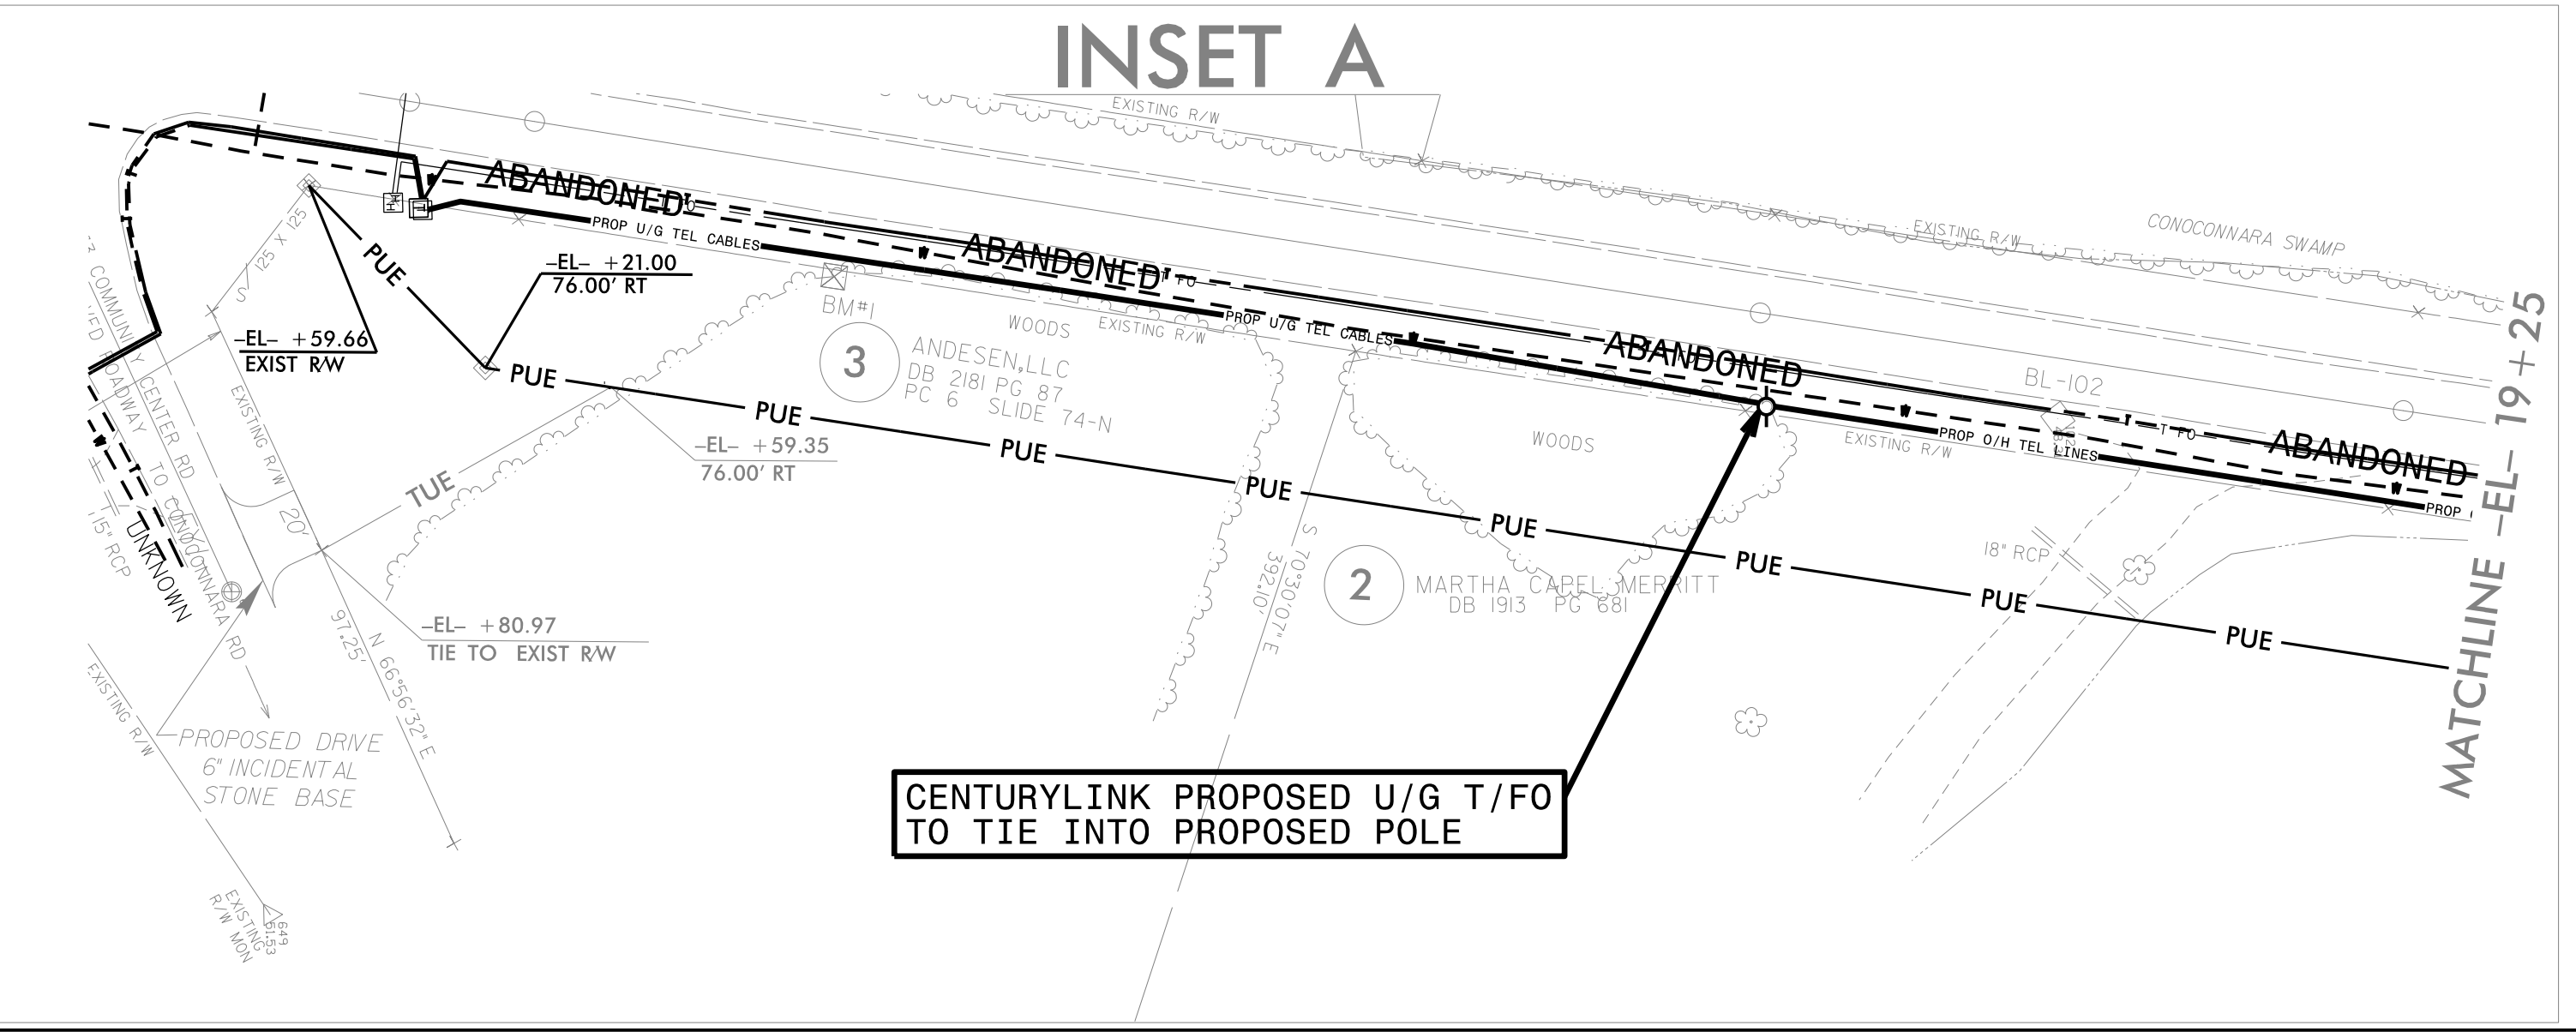 INSET A
EXISTING R/W
EXISTING R/W
CONOCONNARA SWAMP
ABANDONED
T FO
PROP U/G TEL CABLES
ABANDONED
T FO
PROP U/G TEL CABLES
ABANDONED
BL-102
PROP O/H TEL LINES
T FO
ABANDONED
PROP
MATCHLINE -EL- 19+25
125 X 125
S
PUE
-EL- +21.00
76.00' RT
-EL- +59.66
EXIST R/W
BM#1
WOODS
EXISTING R/W
3
ANDESEN,LLC
DB 2181 PG 87
PC 6 SLIDE 74-N
PUE
PUE
PUE
PUE
PUE
PUE
PUE
PUE
-EL- +59.35
76.00' RT
TUE
WOODS
EXISTING R/W
18" RCP
COMMUNITY CENTER RD
ROADWAY TO CONOCONNARA RD
EXISTING R/W
20'
15" RCP
UNKNOWN
S 70°30'07" E
392.10'
2
MARTHA CAPEL MERRITT
DB 1913 PG 681
-EL- +80.97
TIE TO EXIST R/W
N 66°56'32" E
97.25'
EXISTING R/W
PROPOSED DRIVE
6" INCIDENTAL
STONE BASE
CENTURYLINK PROPOSED U/G T/FO
TO TIE INTO PROPOSED POLE
EXISTING
R/W MON
649
51.53